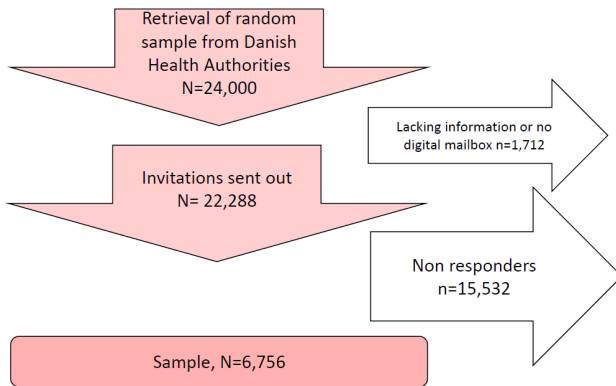 Retrieval of random
sample from Danish
Health Authorities
N=24,000
Lacking information or no
digital mailbox n=1,712
Invitations sent out
N= 22,288
Non responders
n=15,532
Sample, N=6,756